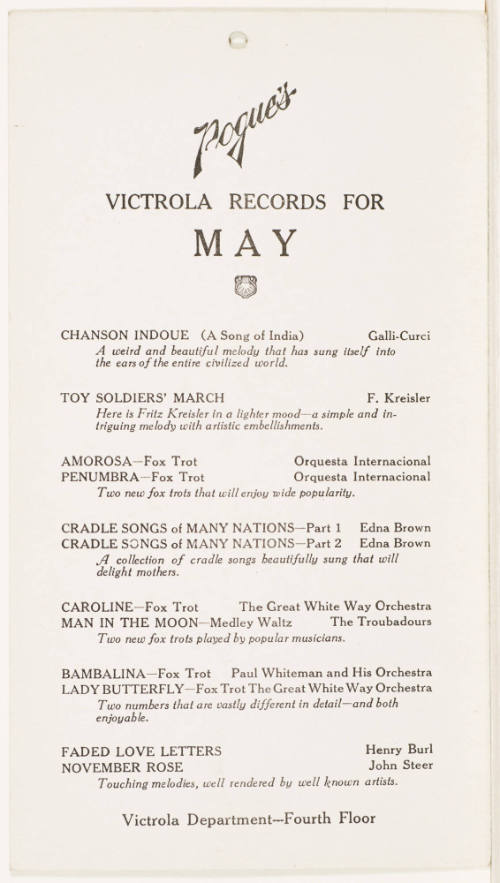 Pogue's
VICTROLA RECORDS FOR
MAY
CHANSON INDOUE (A Song of India) Galli-Curci
A weird and beautiful melody that has sung itself into
the ears of the entire civilized world.
TOY SOLDIERS' MARCH F. Kreisler
Here is Fritz Kreisler in a lighter mood—a simple and in-
triguing melody with artistic embellishments.
AMOROSA—Fox Trot Orquesta Internacional
PENUMBRA—Fox Trot Orquesta Internacional
Two new fox trots that will enjoy wide popularity.
CRADLE SONGS of MANY NATIONS—Part 1 Edna Brown
CRADLE SONGS of MANY NATIONS—Part 2 Edna Brown
A collection of cradle songs beautifully sung that will
delight mothers.
CAROLINE—Fox Trot The Great White Way Orchestra
MAN IN THE MOON—Medley Waltz The Troubadours
Two new fox trots played by popular musicians.
BAMBALINA—Fox Trot Paul Whiteman and His Orchestra
LADY BUTTERFLY—Fox Trot The Great White Way Orchestra
Two numbers that are vastly different in detail—and both
enjoyable.
FADED LOVE LETTERS Henry Burl
NOVEMBER ROSE John Steer
Touching melodies, well rendered by well known artists.
Victrola Department---Fourth Floor